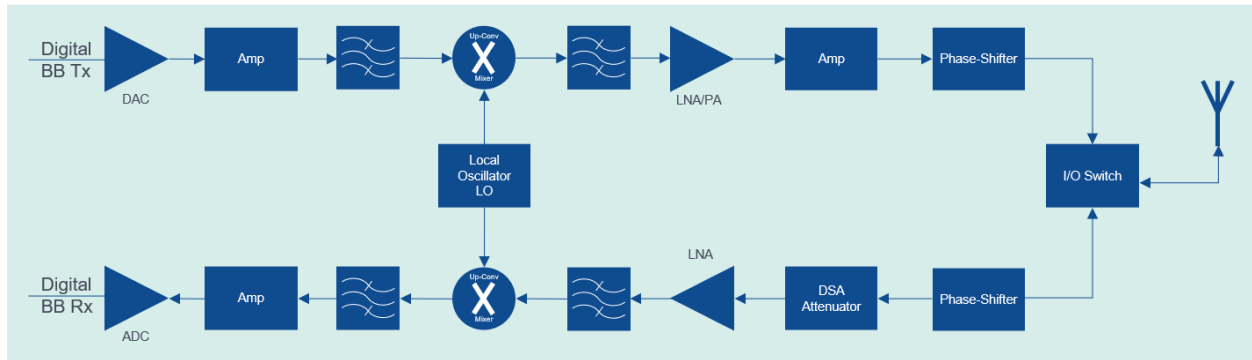 Digital
BB Tx
DAC
Amp
Up-Conv
Mixer
LNA/PA
Amp
Phase-Shifter
Local
Oscillator
LO
I/O Switch
Digital
BB Rx
ADC
Amp
Up-Conv
Mixer
LNA
DSA
Attenuator
Phase-Shifter